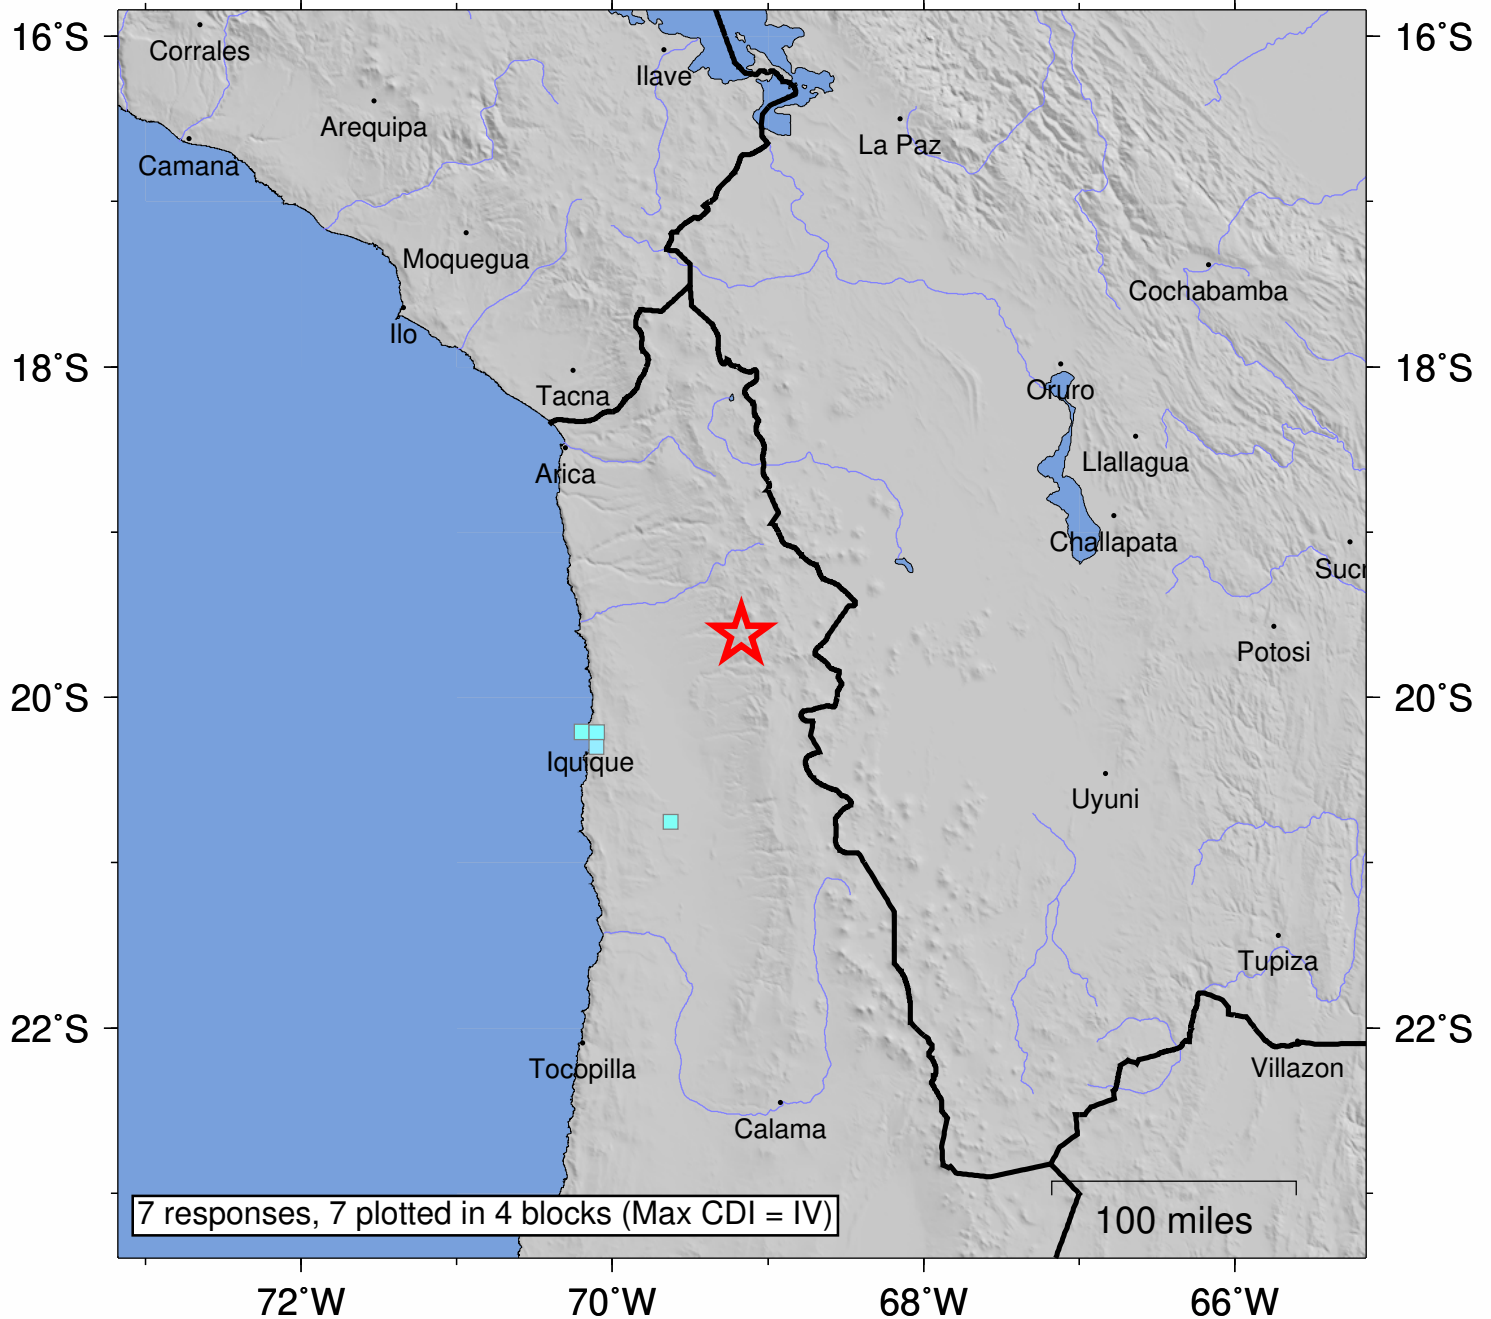 16˚S
16˚S
Corrales
Ilave
Arequipa
La Paz
Camana
Moquegua
Cochabamba
Ilo
18˚S
18˚S
Tacna
Oruro
Arica
Llallagua
Challapata
Sucr
Potosi
20˚S
20˚S
Iquique
Uyuni
Tupiza
22˚S
22˚S
Tocopilla
Villazon
Calama
7 responses, 7 plotted in 4 blocks (Max CDI = IV)
100 miles
72˚W
70˚W
68˚W
66˚W